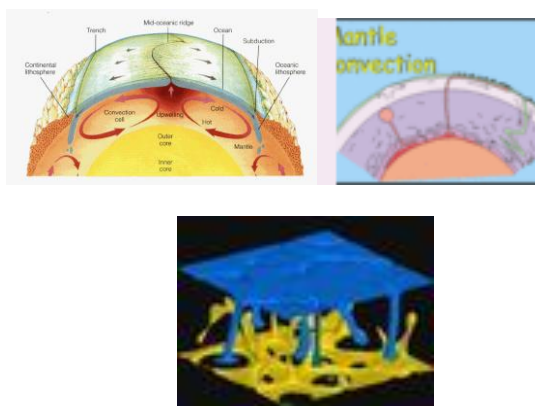 Mid-oceanic ridge
Trench
Ocean
Subduction
Continental
lithosphere
Oceanic
lithosphere
Convection
cell
Upwelling
Cold
Hot
Outer
core
Mantle
Inner
core
Mantle
onvection